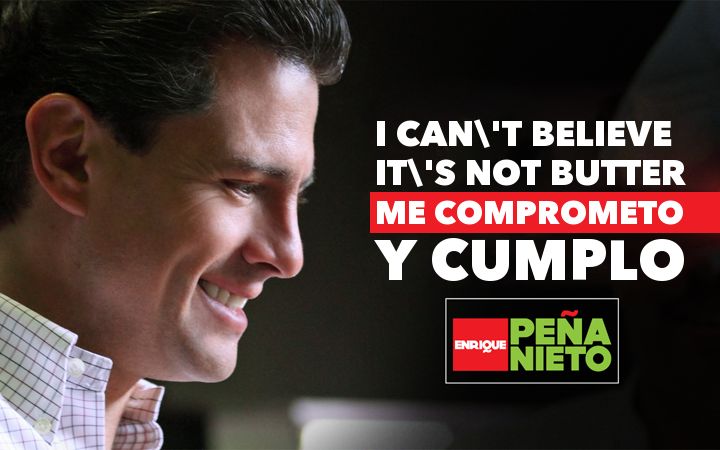 I CAN\'T BELIEVE
IT\'S NOT BUTTER
ME COMPROMETO
Y CUMPLO
ENRIQUE
PEÑA
NIETO